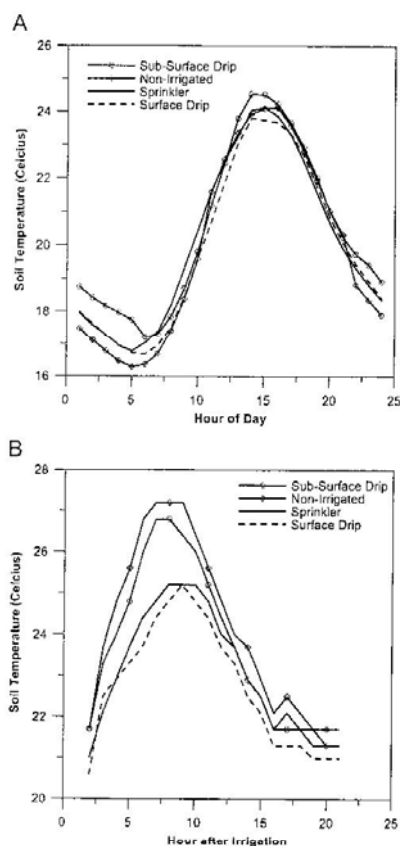 A
26
Sub-Surface Drip
Non-Irrigated
Sprinkler
Surface Drip
24
22
20
18
16
Soil Temperature (Celcius)
0 5 10 15 20 25
Hour of Day
B
28
Sub-Surface Drip
Non-Irrigated
Sprinkler
Surface Drip
26
24
22
20
Soil Temperature (Celcius)
0 5 10 15 20 25
Hour after Irrigation